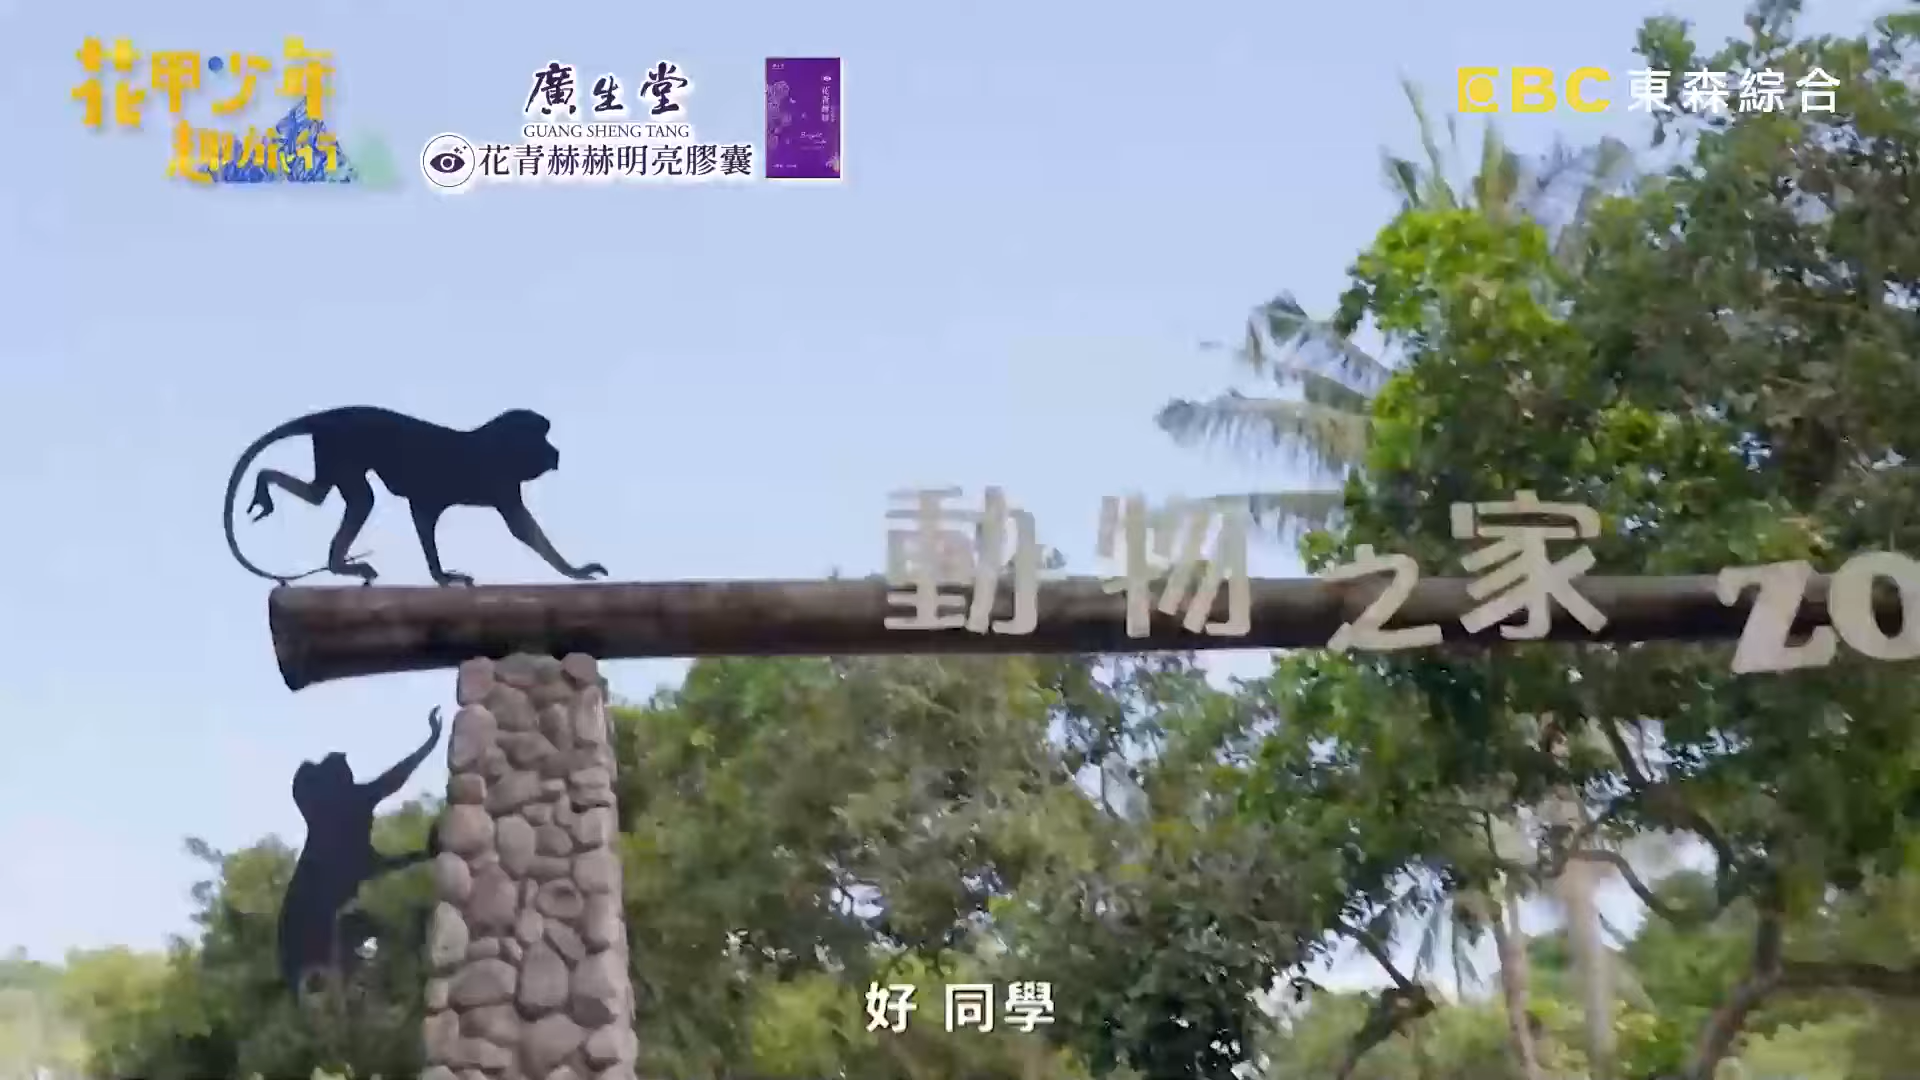 花甲少年
趣旅行
廣生堂
GUANG SHENG TANG
花青赫赫明亮膠囊
EBC 東森綜合
動物之家 ZO
好 同學